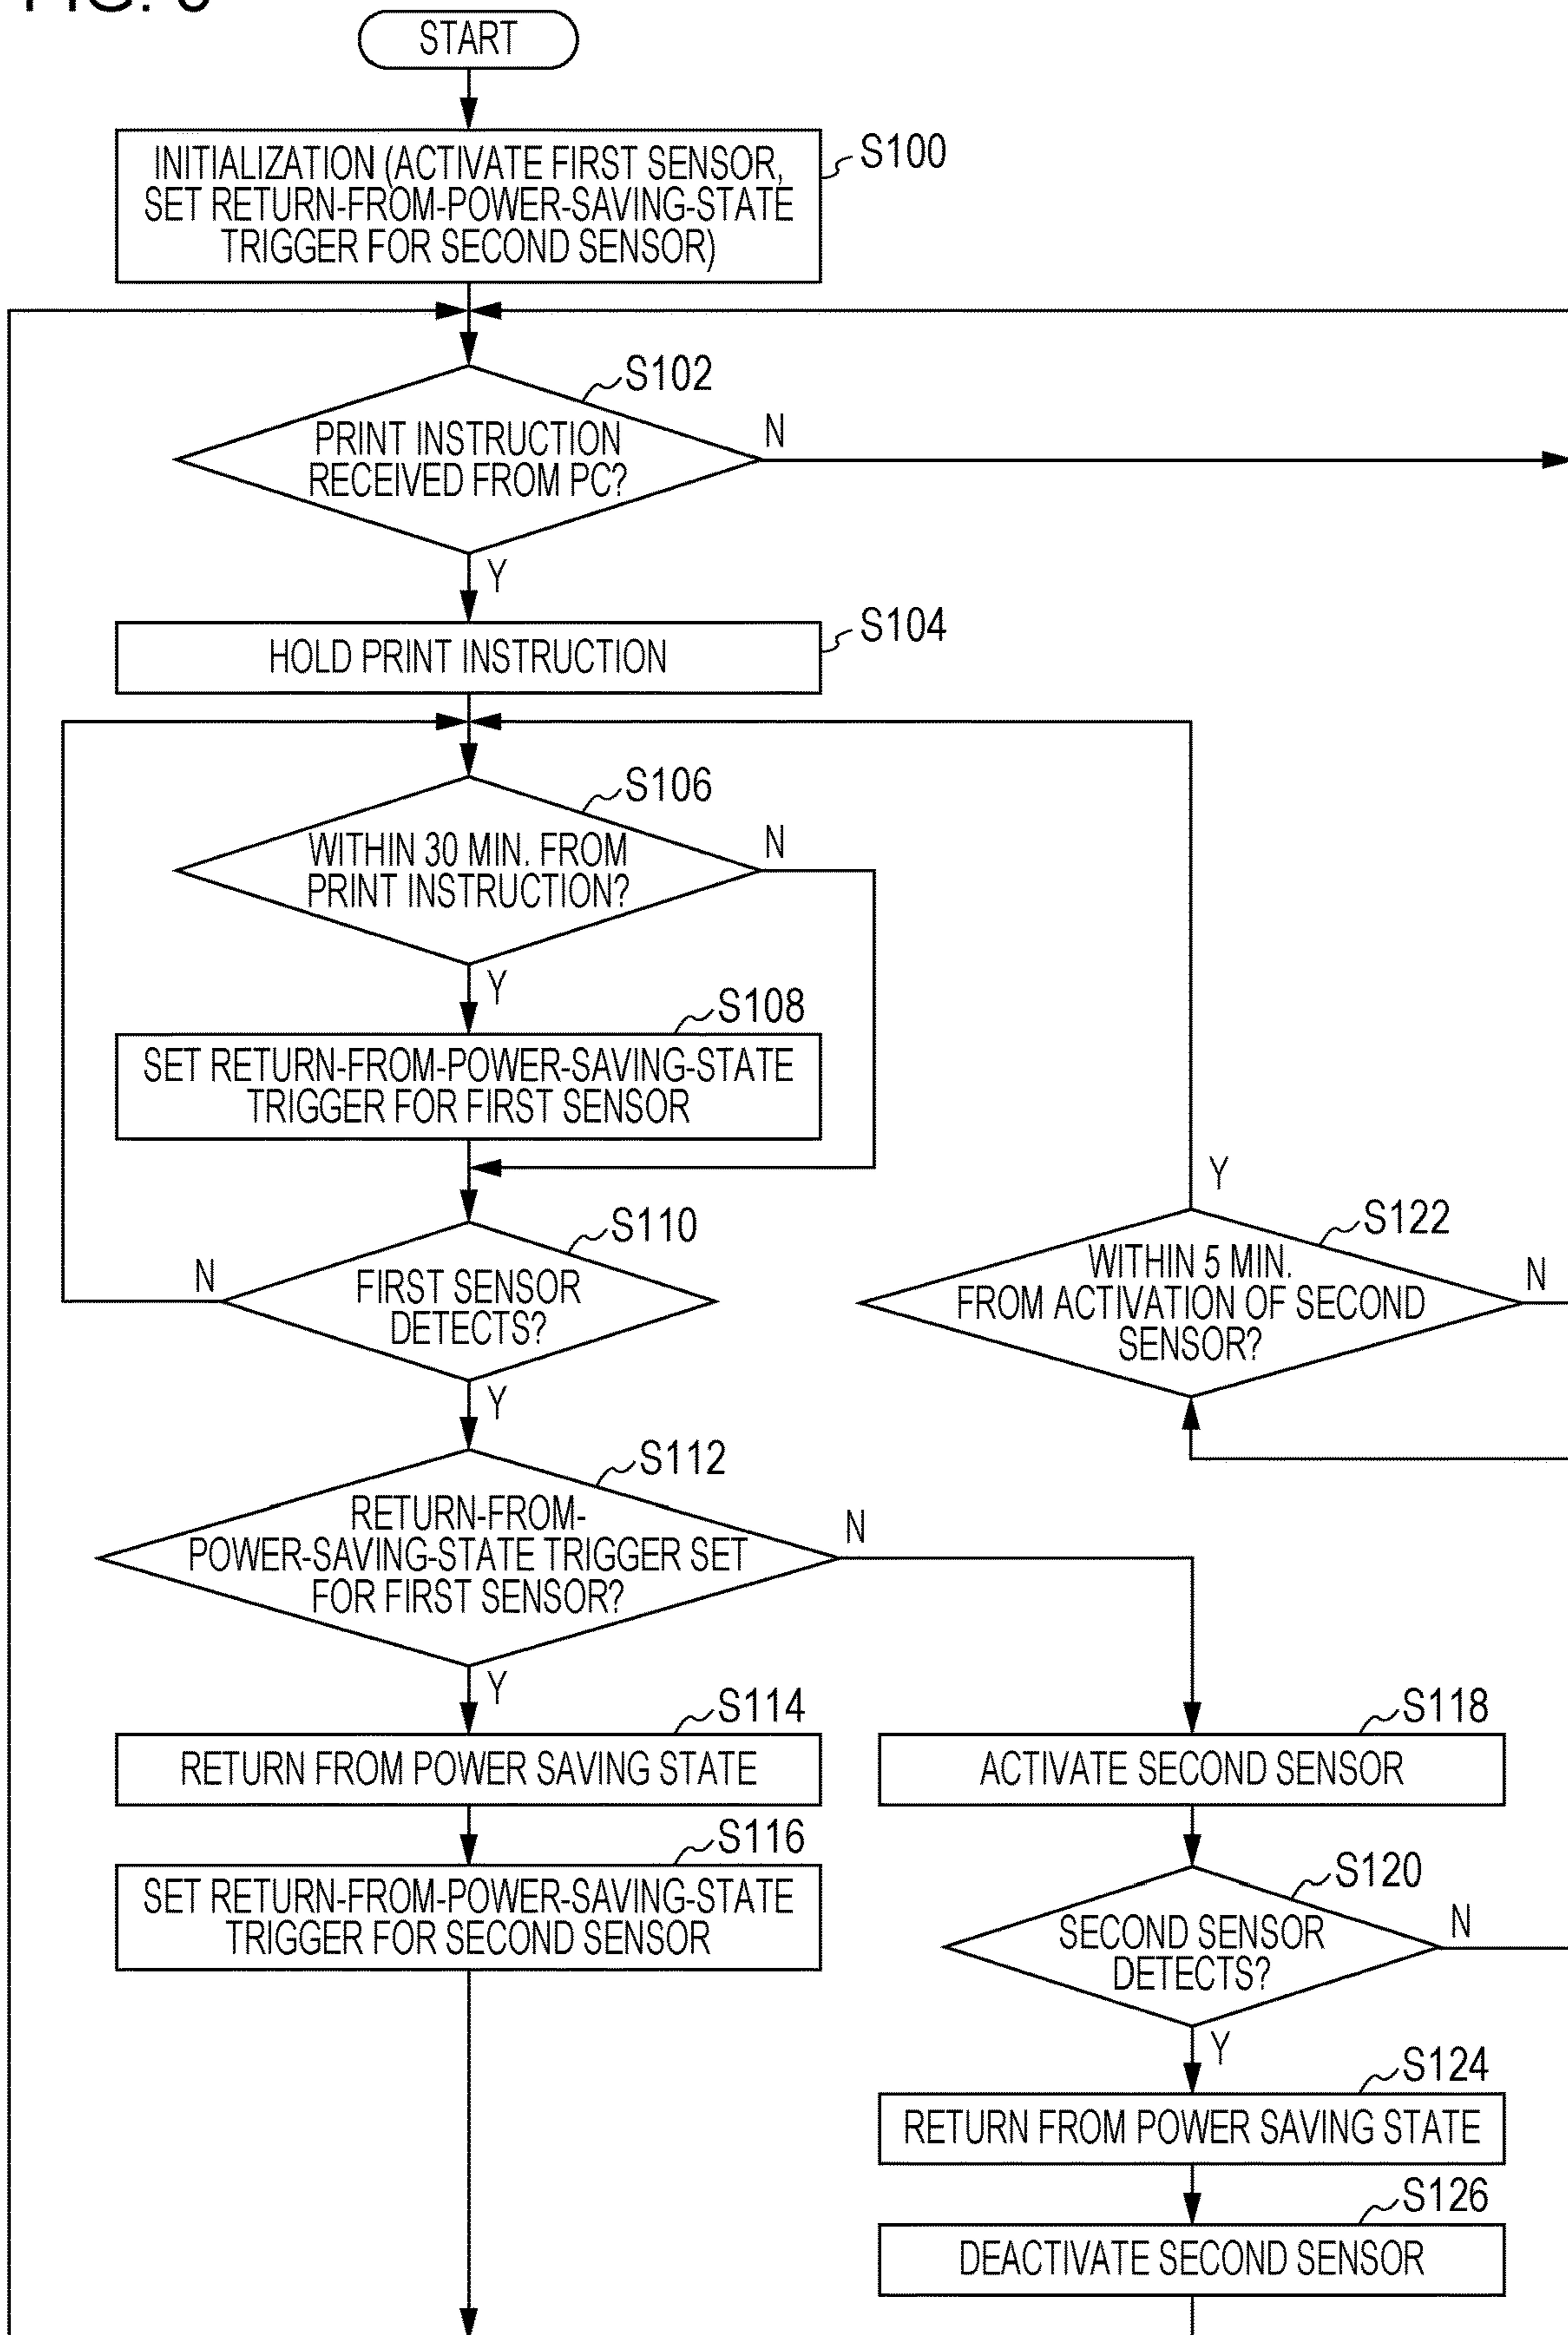 START
INITIALIZATION (ACTIVATE FIRST SENSOR,
SET RETURN-FROM-POWER-SAVING-STATE
TRIGGER FOR SECOND SENSOR)
S100
S102
PRINT INSTRUCTION
RECEIVED FROM PC?
N
Y
HOLD PRINT INSTRUCTION
S104
S106
WITHIN 30 MIN. FROM
PRINT INSTRUCTION?
N
Y
S108
SET RETURN-FROM-POWER-SAVING-STATE
TRIGGER FOR FIRST SENSOR
S110
FIRST SENSOR
DETECTS?
N
Y
S122
WITHIN 5 MIN.
FROM ACTIVATION OF SECOND
SENSOR?
Y
N
S112
RETURN-FROM-
POWER-SAVING-STATE TRIGGER SET
FOR FIRST SENSOR?
N
Y
S114
RETURN FROM POWER SAVING STATE
S116
SET RETURN-FROM-POWER-SAVING-STATE
TRIGGER FOR SECOND SENSOR
S118
ACTIVATE SECOND SENSOR
S120
SECOND SENSOR
DETECTS?
N
Y
S124
RETURN FROM POWER SAVING STATE
S126
DEACTIVATE SECOND SENSOR